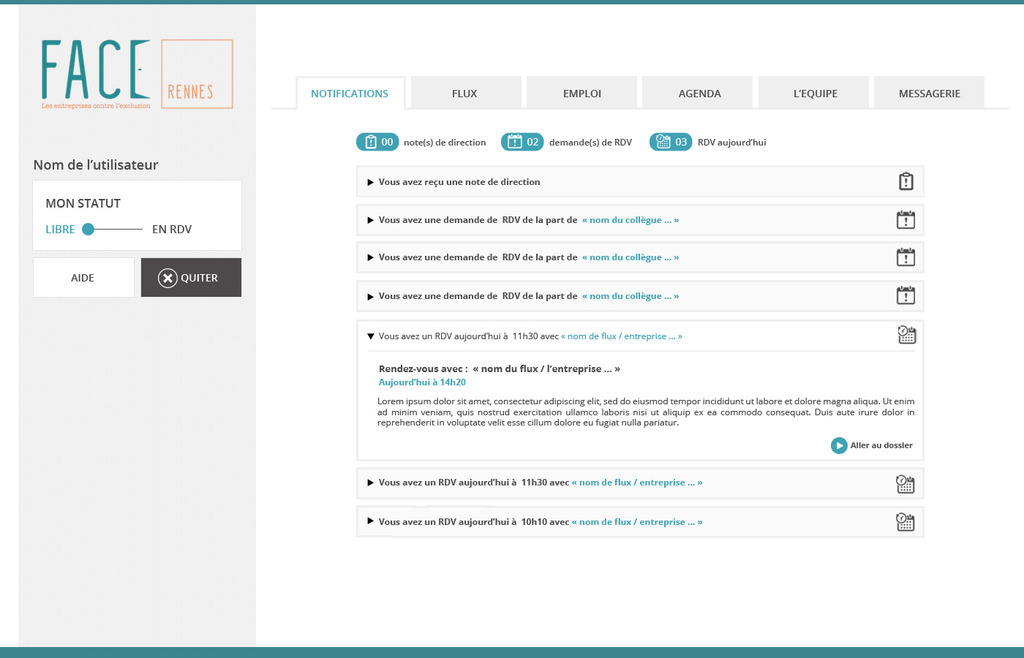 FACE
RENNES
Les entreprises contre l'exclusion
Nom de l'utilisateur
MON STATUT
LIBRE EN RDV
AIDE QUITER
NOTIFICATIONS FLUX EMPLOI AGENDA L'EQUIPE MESSAGERIE
00 note(s) de direction 02 demande(s) de RDV 03 RDV aujourd'hui
Vous avez reçu une note de direction
Vous avez une demande de RDV de la part de « nom du collègue ... »
Vous avez une demande de RDV de la part de « nom du collègue ... »
Vous avez une demande de RDV de la part de « nom du collègue ... »
Vous avez un RDV aujourd'hui à 11h30 avec « nom de flux / entreprise ... »
Rendez-vous avec : « nom du flux / l'entreprise ... »
Aujourd'hui à 14h20
Lorem ipsum dolor sit amet, consectetur adipiscing elit, sed do eiusmod tempor incididunt ut labore et dolore magna aliqua. Ut enim
ad minim veniam, quis nostrud exercitation ullamco laboris nisi ut aliquip ex ea commodo consequat. Duis aute irure dolor in
reprehenderit in voluptate velit esse cillum dolore eu fugiat nulla pariatur.
Aller au dossier
Vous avez un RDV aujourd'hui à 11h30 avec « nom de flux / entreprise ... »
Vous avez un RDV aujourd'hui à 10h10 avec « nom de flux / entreprise ... »